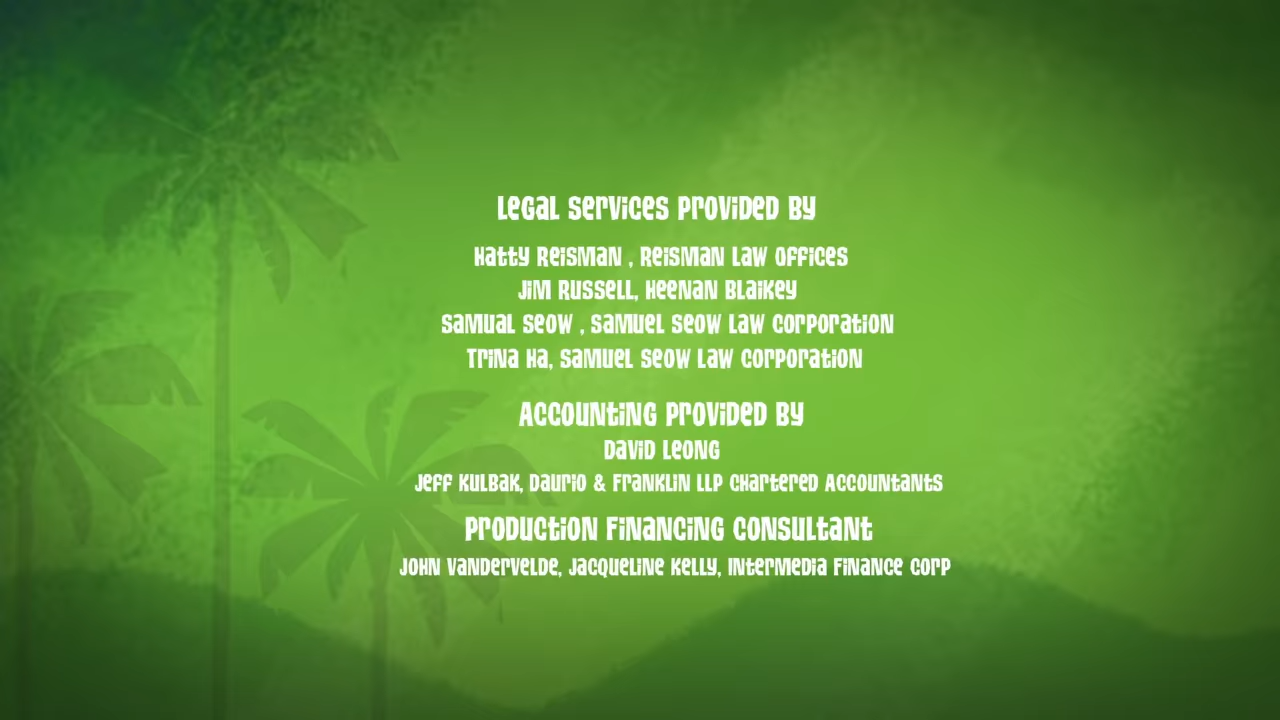 Legal Services Provided By
Hatty Reisman , Reisman Law Offices
Jim Russell, Heenan Blaikey
Samual Seow , Samuel Seow Law Corporation
Trina Ha, Samuel Seow Law Corporation
Accounting Provided By
David Leong
Jeff Kulbak, Daurio & Franklin LLP Chartered Accountants
Production Financing Consultant
John Vandervelde, Jacqueline Kelly, Intermedia Finance Corp